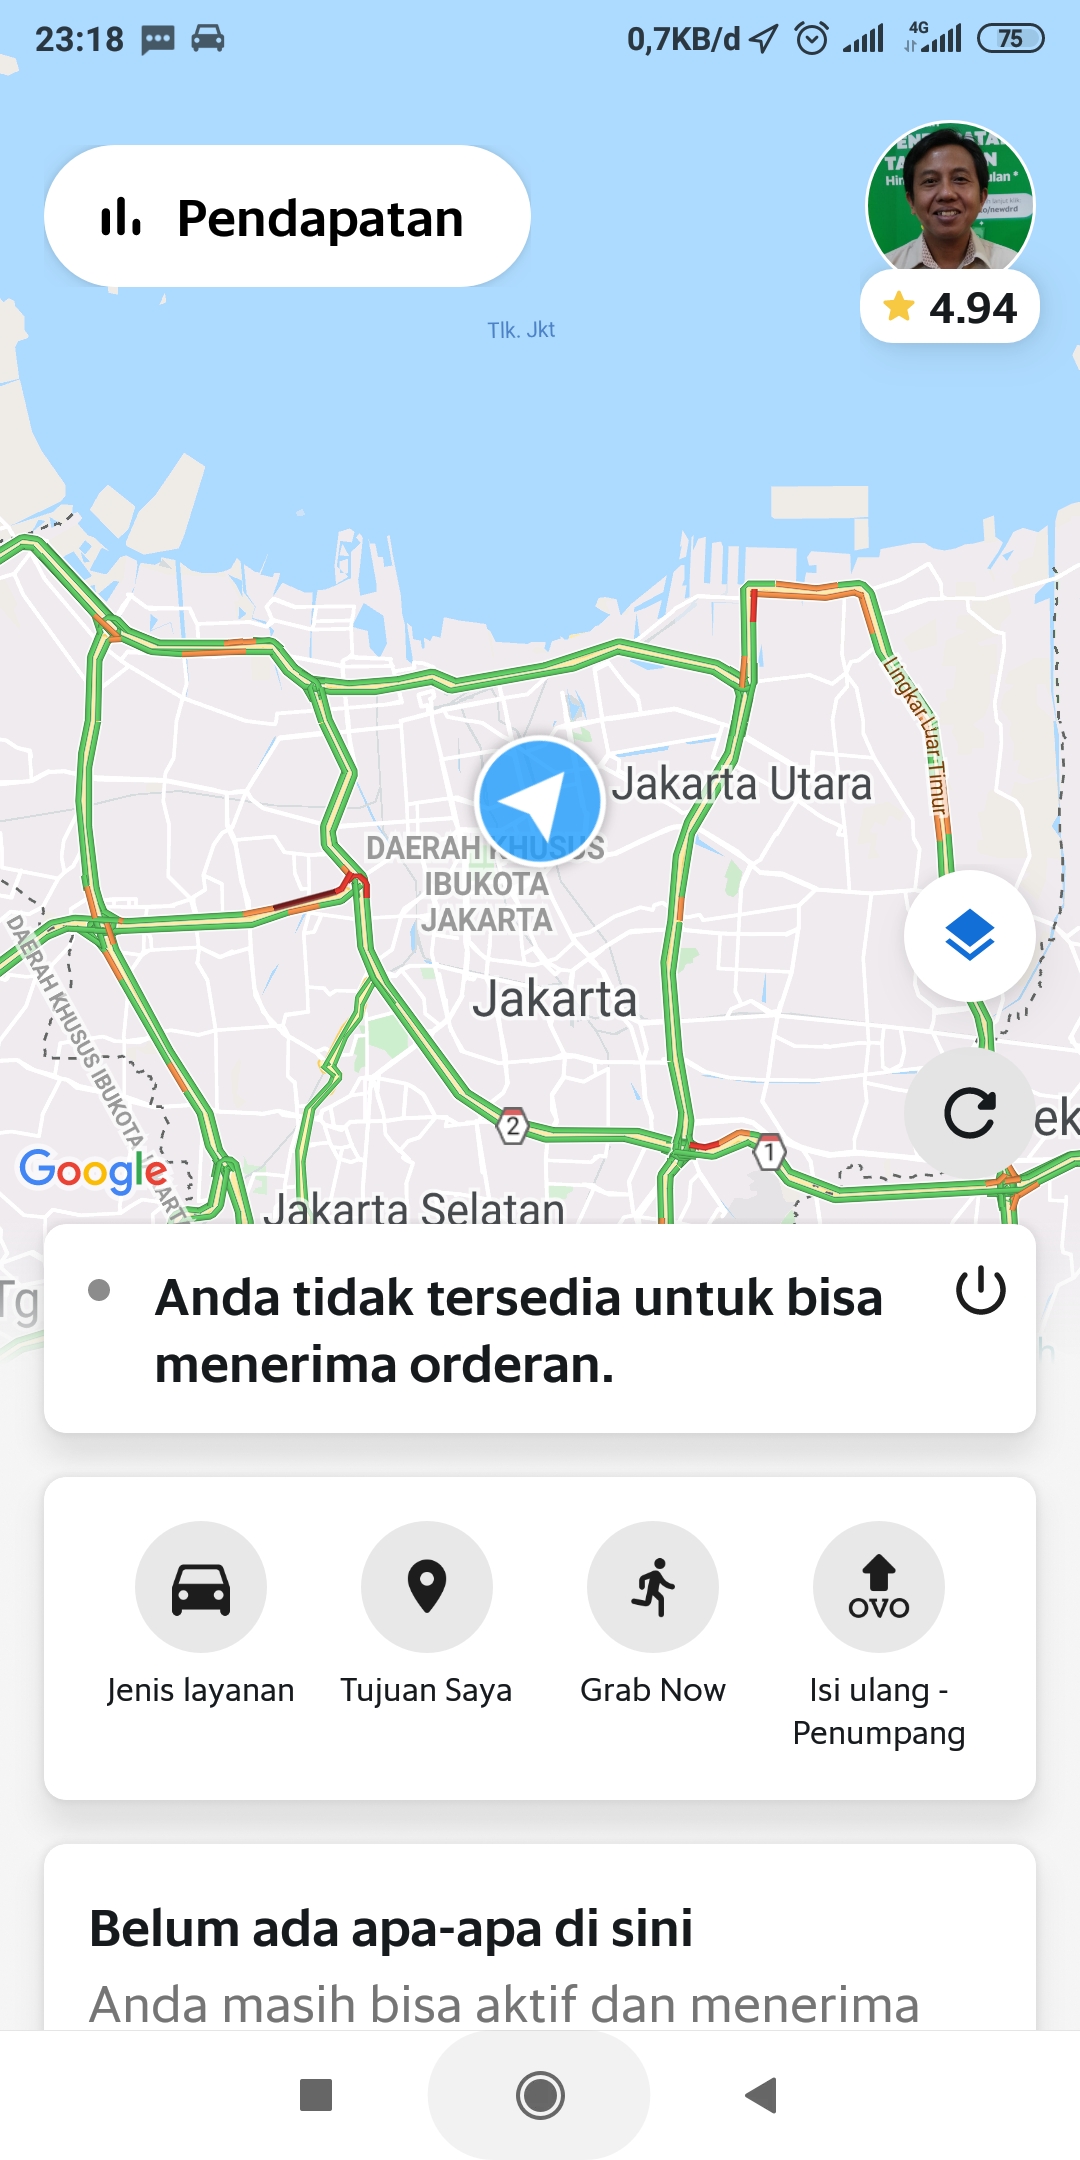 23:18
0,7KB/d
4G
75
Pendapatan
4.94
Tlk. Jkt
Lingkar Luar Timur
Jakarta Utara
DAERAH KHUSUS
IBUKOTA
JAKARTA
Jakarta
DAERAH KHUSUS IBUKOTA JAKARTA
2
1
ek
Google
Jakarta Selatan
Tg
Anda tidak tersedia untuk bisa
menerima orderan.
Jenis layanan
Tujuan Saya
Grab Now
OVO
Isi ulang -
Penumpang
Belum ada apa-apa di sini
Anda masih bisa aktif dan menerima